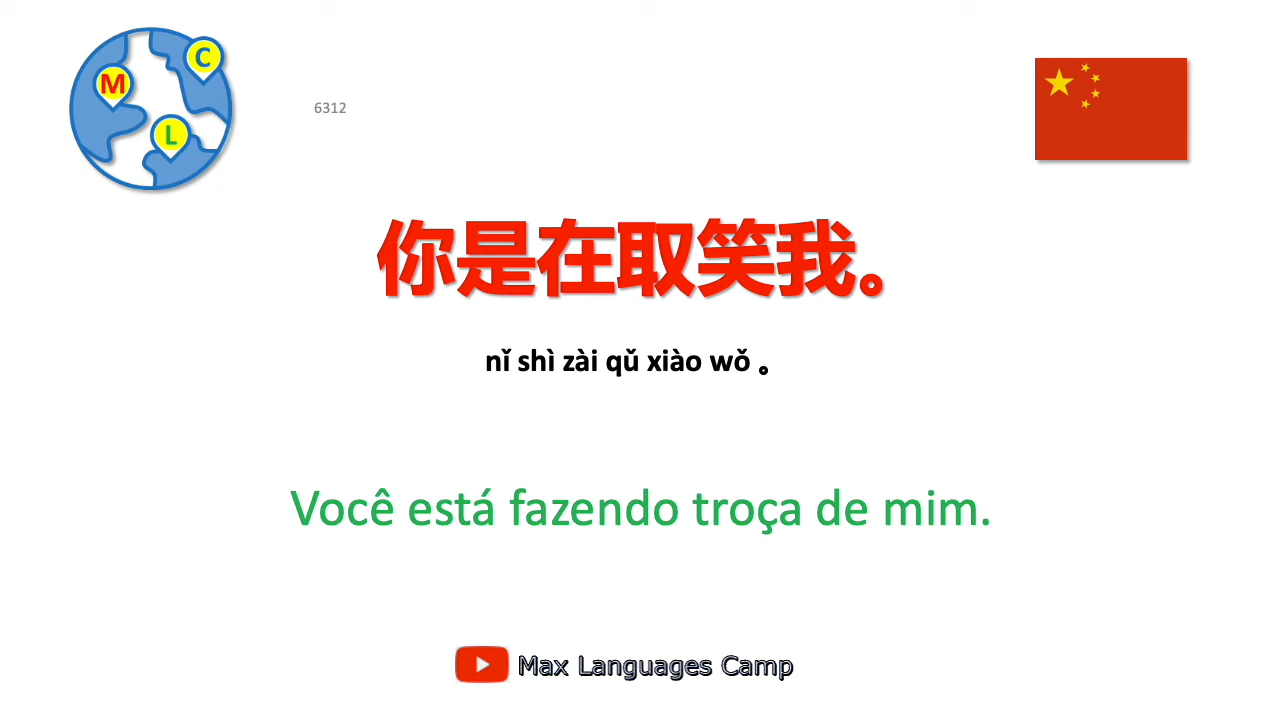 C
M
L
6312
你是在取笑我。
nǐ shì zài qǔ xiào wǒ 。
Você está fazendo troça de mim.
Max Languages Camp